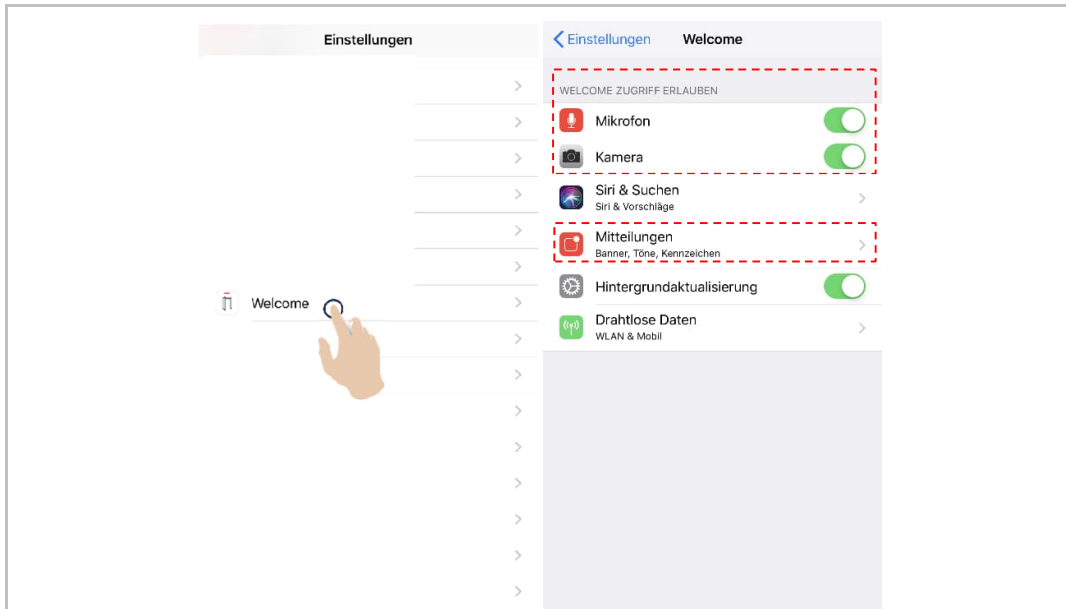 Einstellungen
Welcome
Einstellungen
Welcome
WELCOME ZUGRIFF ERLAUBEN
Mikrofon
Kamera
Siri & Suchen
Siri & Vorschläge
Mitteilungen
Banner, Töne, Kennzeichen
Hintergrundaktualisierung
Drahtlose Daten
WLAN & Mobil